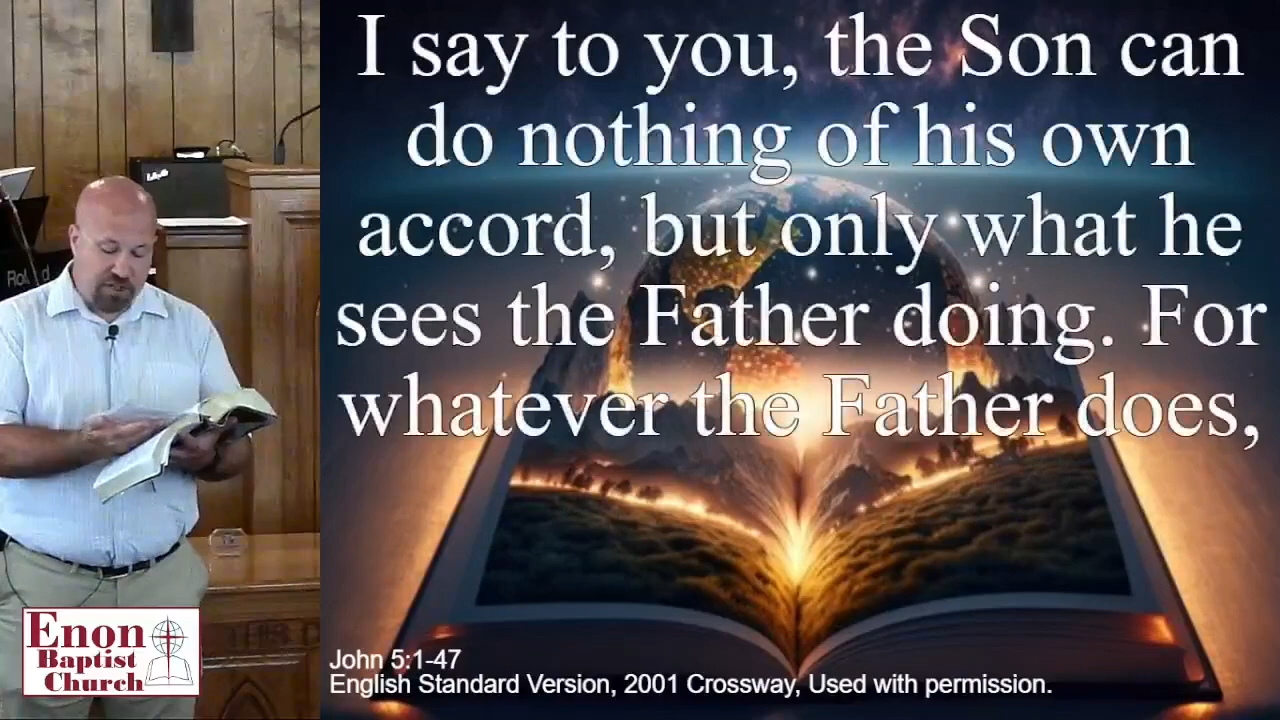 I say to you, the Son can
do nothing of his own
accord, but only what he
sees the Father doing. For
whatever the Father does,
John 5:1-47
English Standard Version, 2001 Crossway, Used with permission.
Enon
Baptist
Church